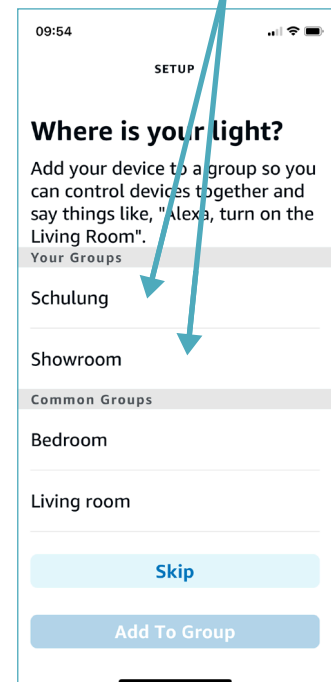 09:54
SETUP
Where is your light?
Add your device to a group so you
can control devices together and
say things like, "Alexa, turn on the
Living Room".
Your Groups
Schulung
Showroom
Common Groups
Bedroom
Living room
Skip
Add To Group